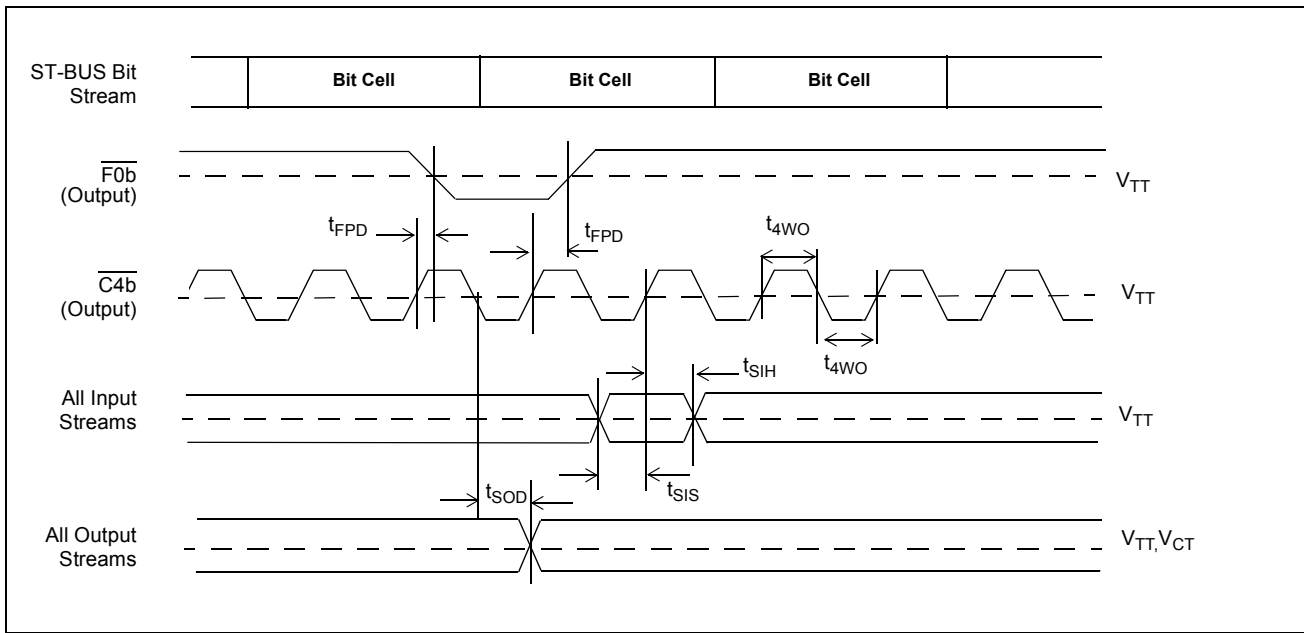 ST-BUS Bit
Stream
Bit Cell
Bit Cell
Bit Cell
F0b
(Output)
VTT
tFPD
tFPD
t4WO
C4b
(Output)
VTT
t4WO
tSIH
All Input
Streams
VTT
tSOD
tSIS
All Output
Streams
VTT,VCT